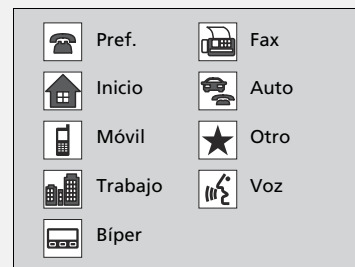 Pref.
Fax
Inicio
Auto
Móvil
Otro
Trabajo
Voz
Bíper